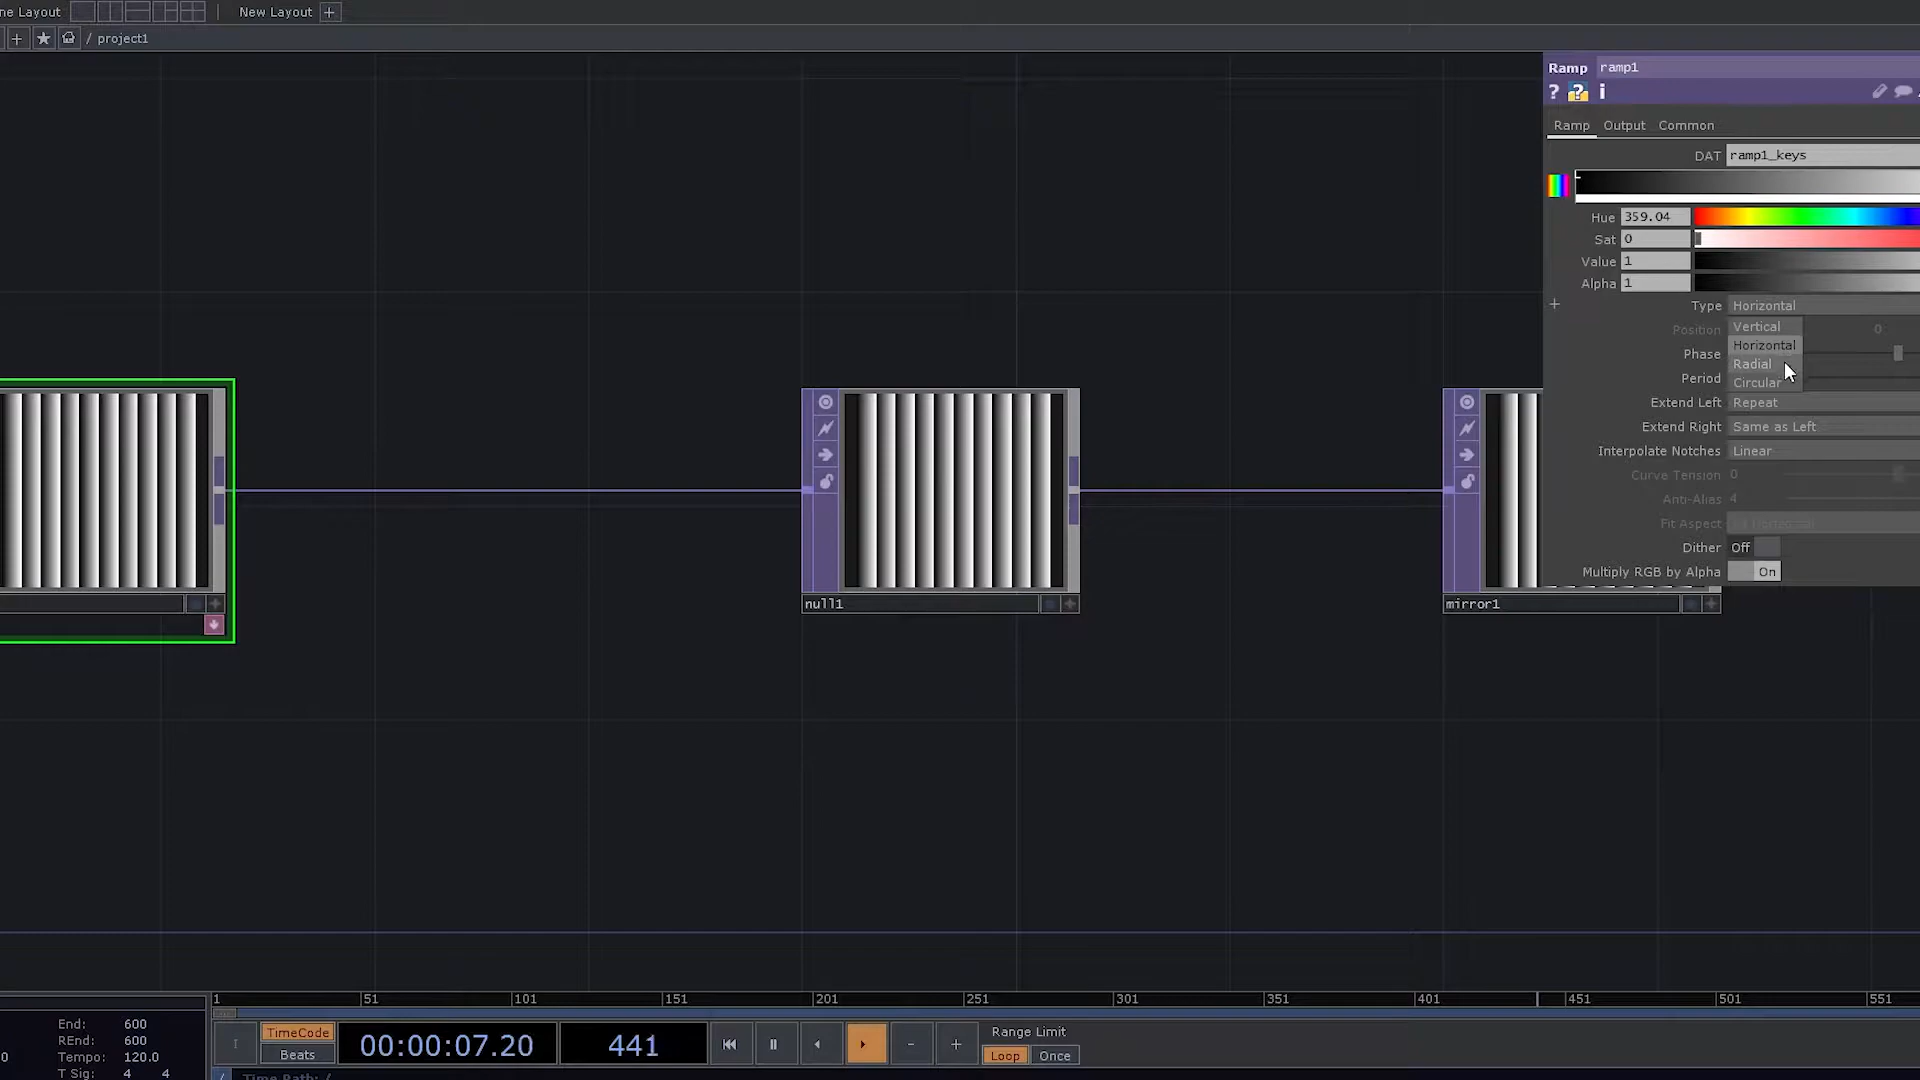 ne Layout
New Layout +
+ / project1
Ramp ramp1
? ? i
Ramp Output Common
DAT ramp1_keys
Hue 359.04
Sat 0
Value 1
Alpha 1
+ Type Horizontal
Position 0
Vertical
Horizontal
Radial
Circular
Phase
Period
Extend Left Repeat
Extend Right Same as Left
Interpolate Notches Linear
Curve Tension 0
Anti-Alias 4
Fit Aspect Horizontal
Dither Off
Multiply RGB by Alpha On
null1
mirror1
1 51 101 151 201 251 301 351 401 451 501 551
End: 600
REnd: 600
Tempo: 120.0
T Sig: 4 4
0
I
TimeCode
Beats
00:00:07.20
441
- +
Range Limit
Loop Once
/ Time Path: /